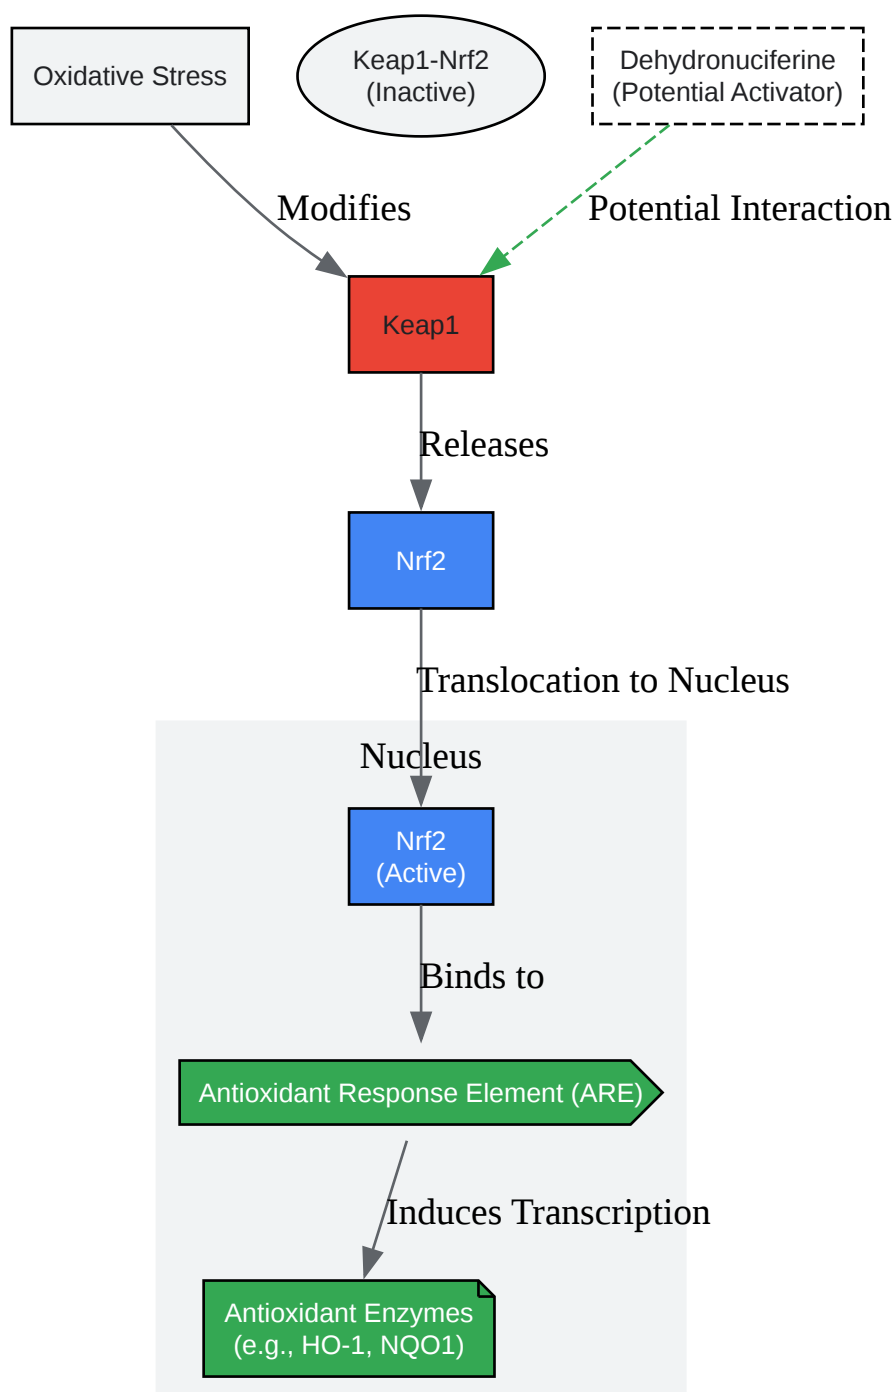 Oxidative Stress
Keap1-Nrf2
(Inactive)
Dehydronuciferine
(Potential Activator)
Modifies
Potential Interaction
Keap1
Releases
Nrf2
Translocation to Nucleus
Nucleus
Nrf2
(Active)
Binds to
Antioxidant Response Element (ARE)
Induces Transcription
Antioxidant Enzymes
(e.g., HO-1, NQO1)